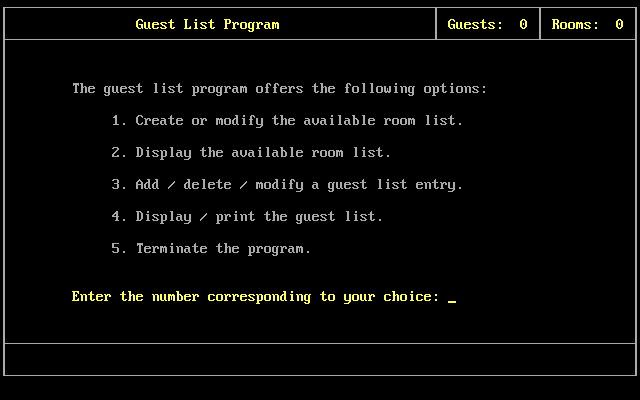 Guest List Program Guests: 0 Rooms: 0
The guest list program offers the following options:
1. Create or modify the available room list.
2. Display the available room list.
3. Add / delete / modify a guest list entry.
4. Display / print the guest list.
5. Terminate the program.
Enter the number corresponding to your choice: _